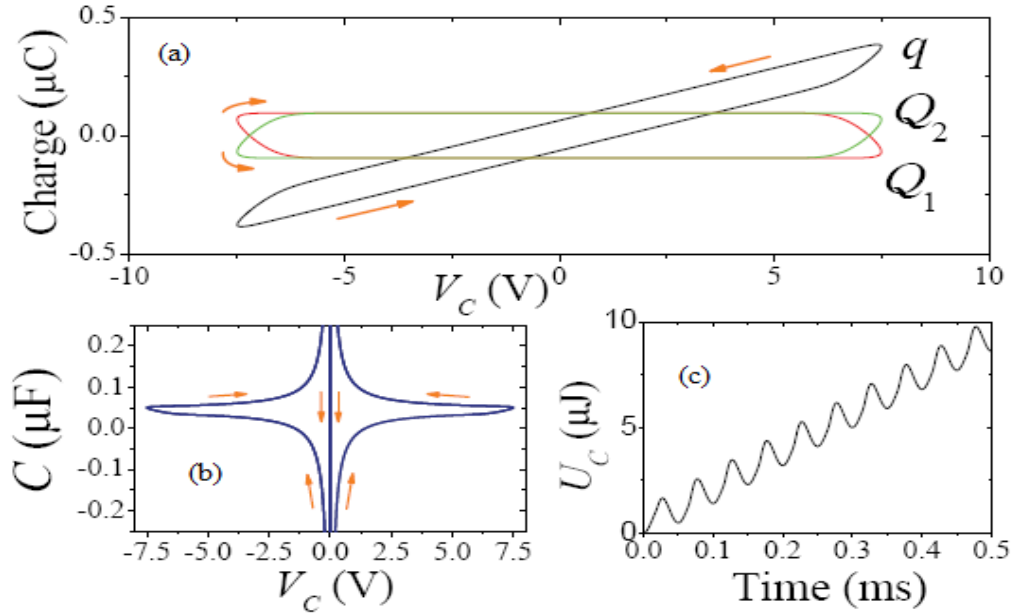 0.5
(a)
q
Charge (μC)
0.0
Q2
Q1
-0.5
-10
-5
0
5
10
VC (V)
0.2
0.1
0.0
-0.1
-0.2
C (μF)
(b)
-7.5
-5.0
-2.5
0.0
2.5
5.0
7.5
VC (V)
10
(c)
5
0
UC (μJ)
0.0
0.1
0.2
0.3
0.4
0.5
Time (ms)